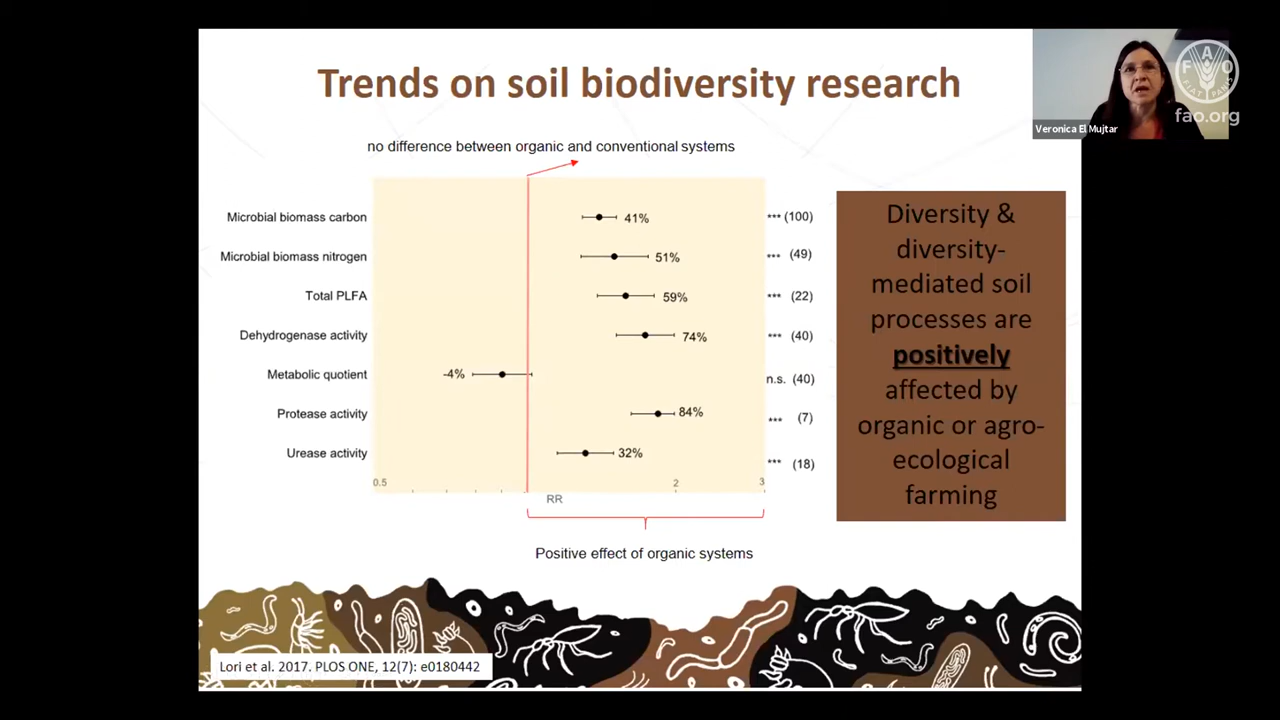 Trends on soil biodiversity research
F A O
FIAT PANIS
fao.org
Veronica El Mujtar
no difference between organic and conventional systems
Microbial biomass carbon 41% *** (100)
Microbial biomass nitrogen 51% *** (49)
Total PLFA 59% *** (22)
Dehydrogenase activity 74% *** (40)
Metabolic quotient -4% n.s. (40)
Protease activity 84% *** (7)
Urease activity 32% *** (18)
0.5 2 3
RR
Positive effect of organic systems
Diversity &
diversity-
mediated soil
processes are
positively
affected by
organic or agro-
ecological
farming
Lori et al. 2017. PLOS ONE, 12(7): e0180442